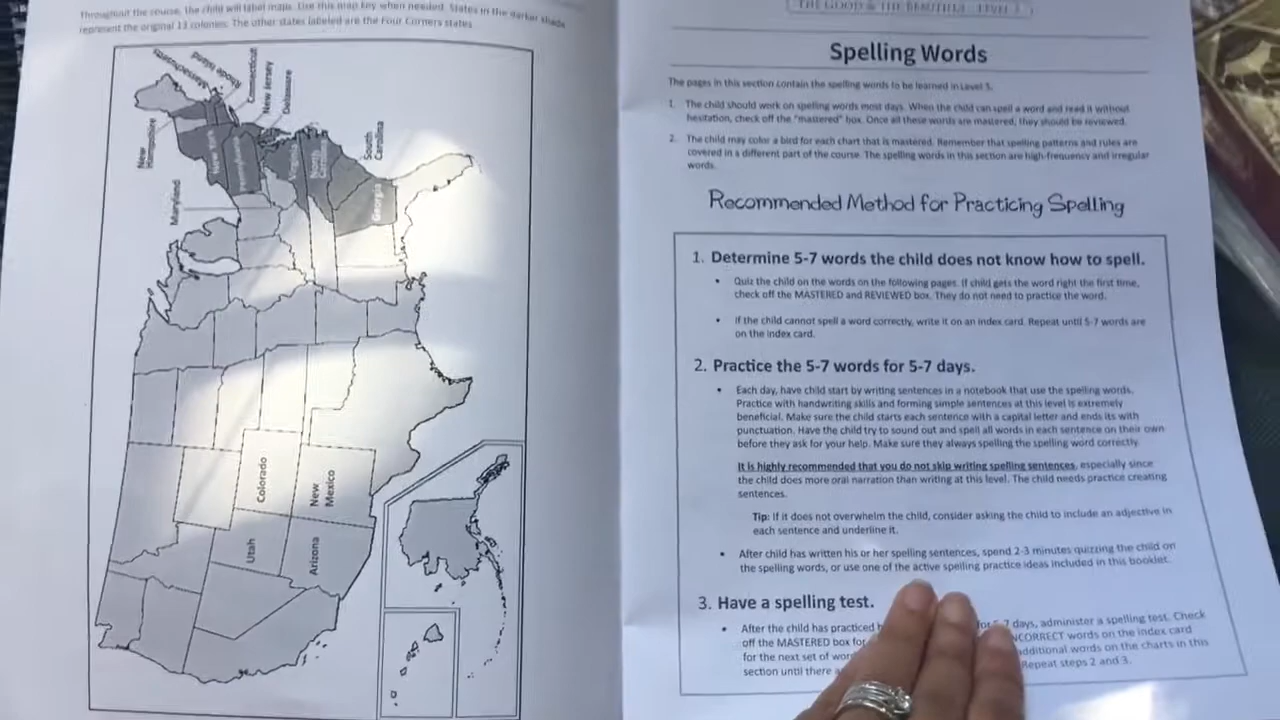 Throughout the course, the child will label maps. Use this map key when needed. States in the darker shade
represent the original 13 colonies. The other states labeled are the Four Corners states.
Massachusetts
Rhode Island
Connecticut
New Jersey
Delaware
New
Hampshire
New York
Pennsylvania
Maryland
Virginia
North
Carolina
South
Carolina
Georgia
Colorado
New
Mexico
Utah
Arizona
THE GOOD & THE BEAUTIFUL LEVEL
Spelling Words
The pages in this section contain the spelling words to be learned in Level 3.
1. The child should work on spelling words most days. When the child can spell a word and read it without
hesitation, check off the "mastered" box. Once all these words are mastered, they should be reviewed.
2. The child may color a bird for each chart that is mastered. Remember that spelling patterns and rules are
covered in a different part of the course. The spelling words in this section are high-frequency and irregular
words.
Recommended Method for Practicing Spelling
1. Determine 5-7 words the child does not know how to spell.
• Quiz the child on the words on the following pages. If child gets the word right the first time,
check off the MASTERED and REVIEWED box. They do not need to practice the word.
• If the child cannot spell a word correctly, write it on an index card. Repeat until 5-7 words are
on the index card.
2. Practice the 5-7 words for 5-7 days.
• Each day, have child start by writing sentences in a notebook that use the spelling words.
Practice with handwriting skills and forming simple sentences at this level is extremely
beneficial. Make sure the child starts each sentence with a capital letter and ends its with
punctuation. Have the child try to sound out and spell all words in each sentence on their own
before they ask for your help. Make sure they always spelling the spelling word correctly.
It is highly recommended that you do not skip writing spelling sentences, especially since
the child does more oral narration than writing at this level. The child needs practice creating
sentences.
Tip: If it does not overwhelm the child, consider asking the child to include an adjective in
each sentence and underline it.
• After child has written his or her spelling sentences, spend 2-3 minutes quizzing the child on
the spelling words, or use one of the active spelling practice ideas included in this booklet.
3. Have a spelling test.
• After the child has practiced for 5-7 days, administer a spelling test. Check
off the MASTERED box for INCORRECT words on the index card
for the next set of additional words on the charts in this
section until there Repeat steps 2 and 3.